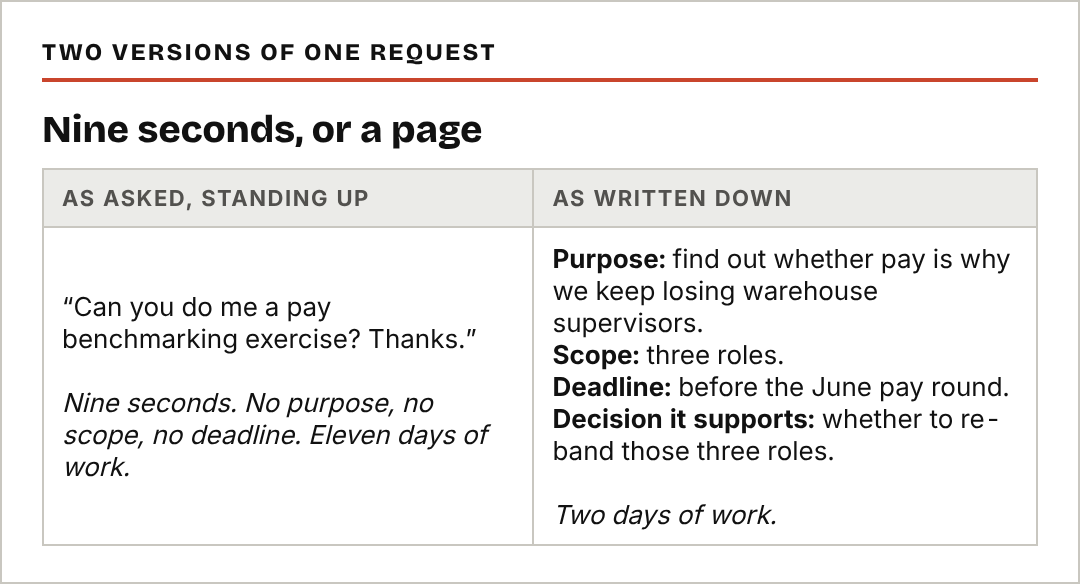 TWO VERSIONS OF ONE REQUEST
Nine seconds, or a page
AS ASKED, STANDING UP
“Can you do me a pay
benchmarking exercise? Thanks.”
Nine seconds. No purpose, no
scope, no deadline. Eleven days of
work.
AS WRITTEN DOWN
Purpose: find out whether pay is why
we keep losing warehouse
supervisors.
Scope: three roles.
Deadline: before the June pay round.
Decision it supports: whether to re-
band those three roles.
Two days of work.